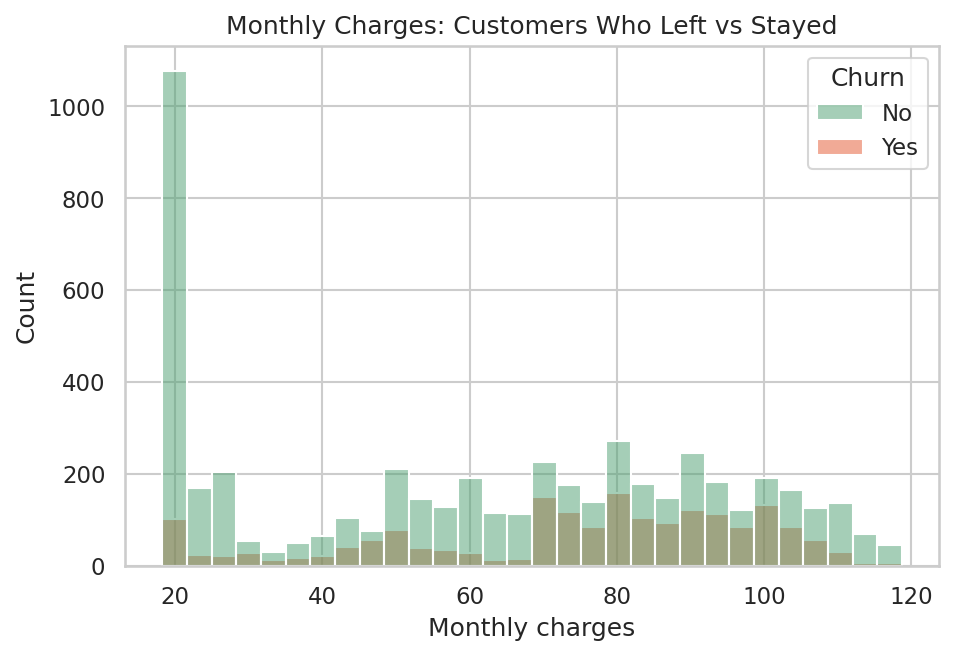 Monthly Charges: Customers Who Left vs Stayed
Churn
No
Yes
1000
800
600
400
200
0
Count
20 40 60 80 100 120
Monthly charges